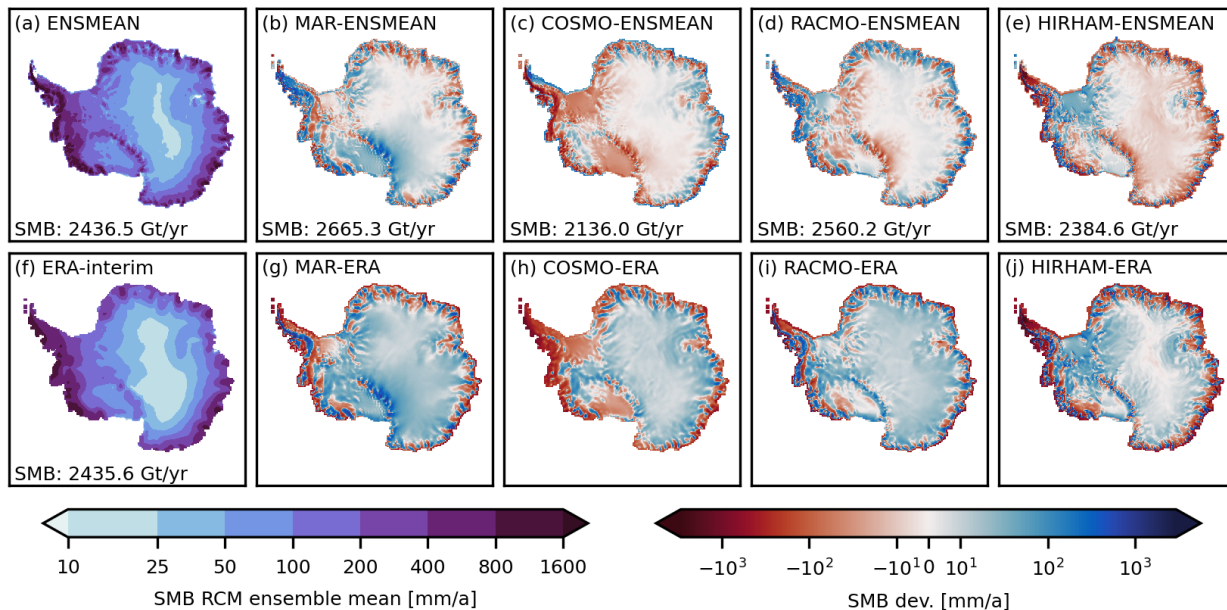 (a) ENSMEAN
(b) MAR-ENSMEAN
(c) COSMO-ENSMEAN
(d) RACMO-ENSMEAN
(e) HIRHAM-ENSMEAN
SMB: 2436.5 Gt/yr
SMB: 2665.3 Gt/yr
SMB: 2136.0 Gt/yr
SMB: 2560.2 Gt/yr
SMB: 2384.6 Gt/yr
(f) ERA-interim
(g) MAR-ERA
(h) COSMO-ERA
(i) RACMO-ERA
(j) HIRHAM-ERA
SMB: 2435.6 Gt/yr
10 25 50 100 200 400 800 1600
SMB RCM ensemble mean [mm/a]
−10³ −10² −10¹ 0 10¹ 10² 10³
SMB dev. [mm/a]